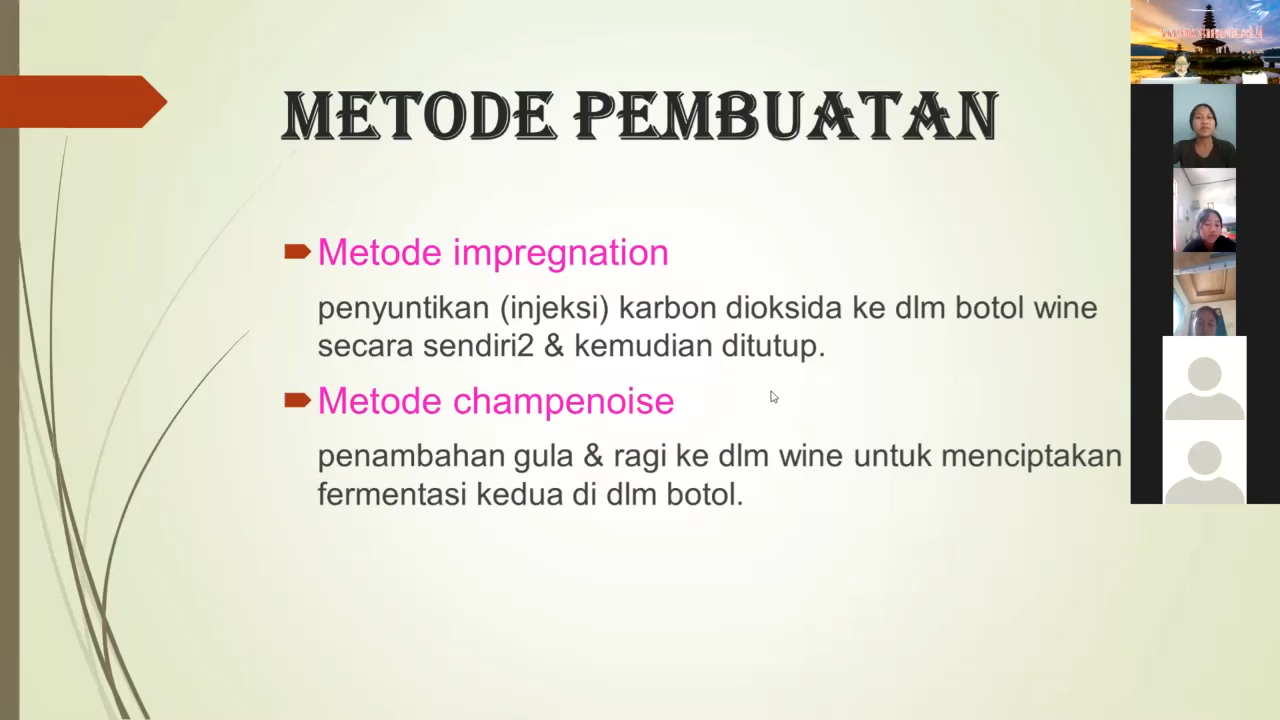 METODE PEMBUATAN
Metode impregnation
penyuntikan (injeksi) karbon dioksida ke dlm botol wine
secara sendiri2 & kemudian ditutup.
Metode champenoise
penambahan gula & ragi ke dlm wine untuk menciptakan
fermentasi kedua di dlm botol.